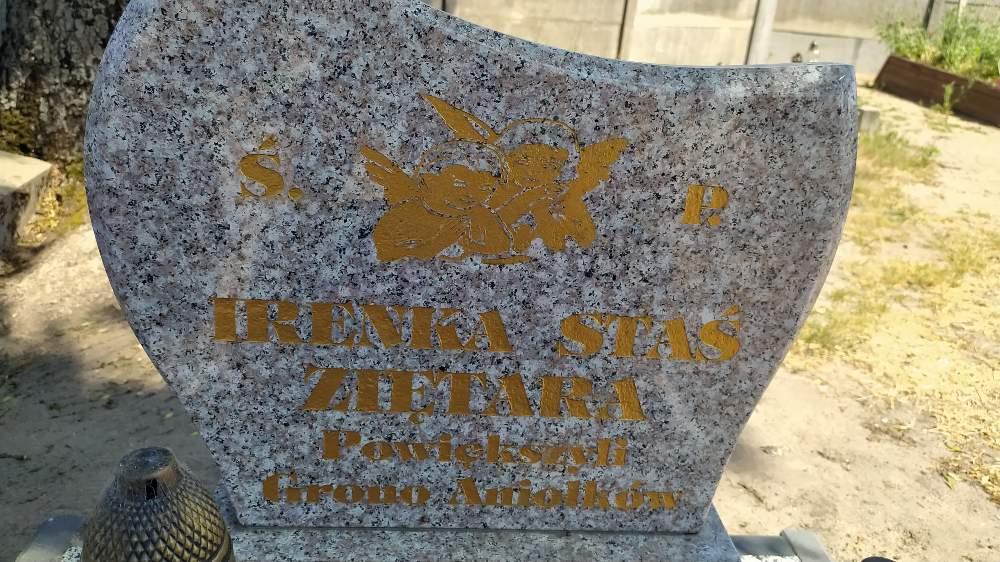 Ś. P.
IRENKA STAŚ
ZIĘTARA
Powiększyli
Grono Aniołków